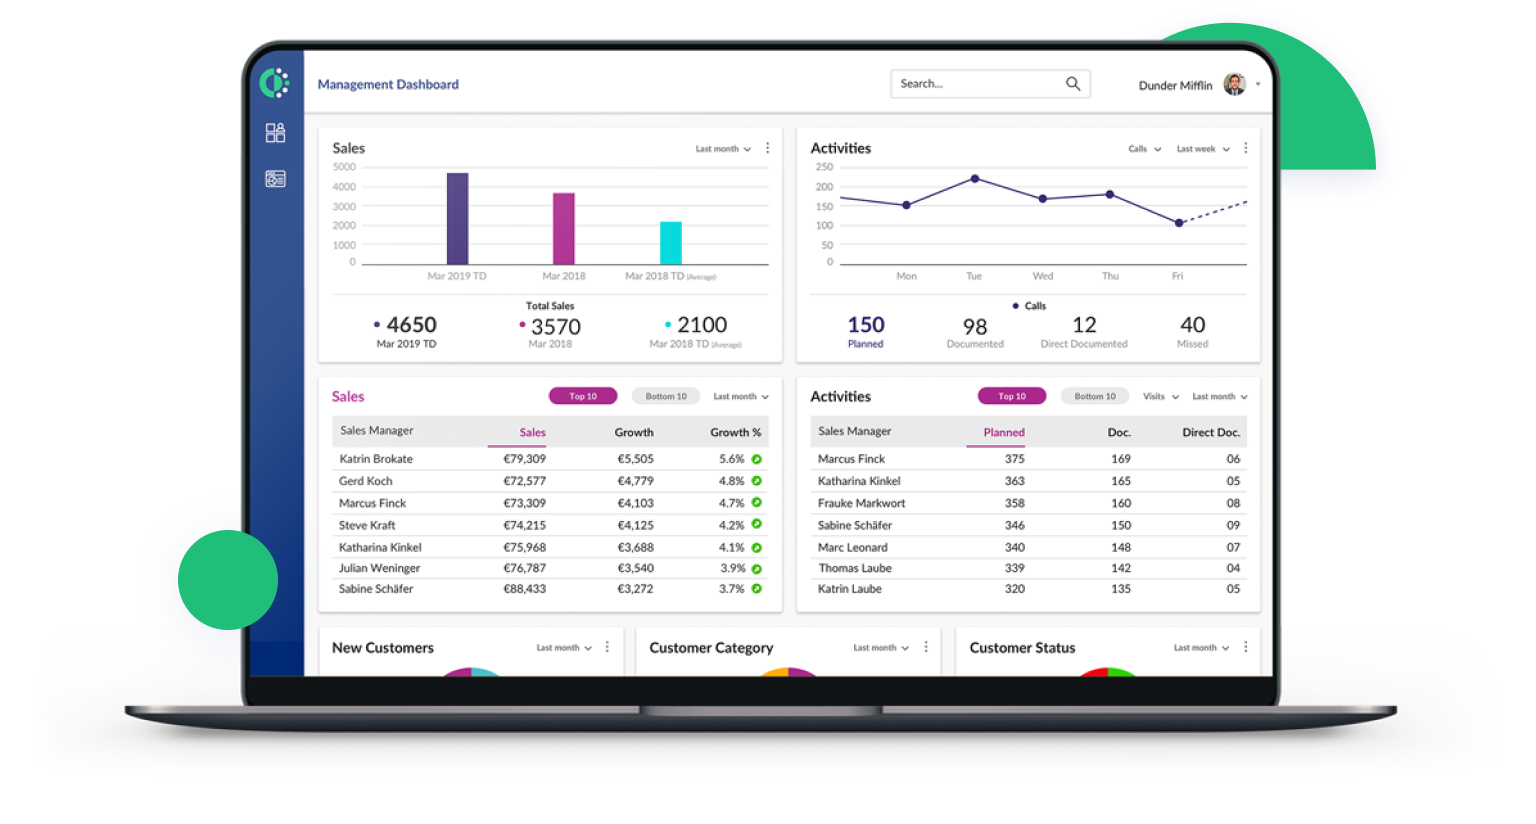 Management Dashboard
Search...
Dunder Mifflin
Sales
Last month
5000
4000
3000
2000
1000
0
Mar 2019 TD
Mar 2018
Mar 2018 TD (Average)
Total Sales
4650
3570
2100
Mar 2019 TD
Mar 2018
Mar 2018 TD (Average)
Activities
Calls
Last week
250
200
150
100
50
0
Mon
Tue
Wed
Thu
Fri
Calls
150
98
12
40
Planned
Documented
Direct Documented
Missed
Sales
Top 10
Bottom 10
Last month
Sales Manager Sales Growth Growth %
Katrin Brokate €79,309 €5,505 5.6%
Gerd Koch €72,577 €4,779 4.8%
Marcus Finck €73,309 €4,103 4.7%
Steve Kraft €74,215 €4,125 4.2%
Katharina Kinkel €75,968 €3,688 4.1%
Julian Weninger €76,787 €3,540 3.9%
Sabine Schäfer €88,433 €3,272 3.7%
Activities
Top 10
Bottom 10
Visits
Last month
Sales Manager Planned Doc. Direct Doc.
Marcus Finck 375 169 06
Katharina Kinkel 363 165 05
Frauke Markwort 358 160 08
Sabine Schäfer 346 150 09
Marc Leonard 340 148 07
Thomas Laube 339 142 04
Katrin Laube 320 135 05
New Customers
Last month
Customer Category
Last month
Customer Status
Last month